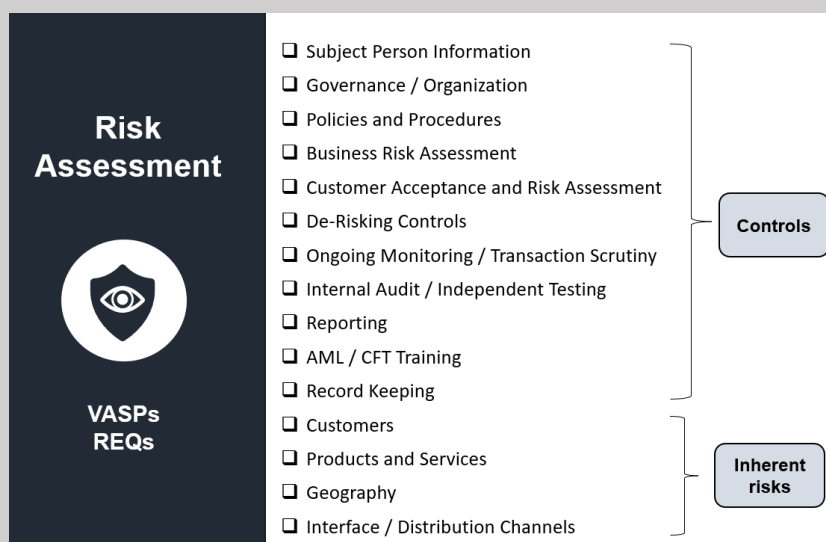 Risk
Assessment
VASPs
REQs
❑ Subject Person Information
❑ Governance / Organization
❑ Policies and Procedures
❑ Business Risk Assessment
❑ Customer Acceptance and Risk Assessment
❑ De-Risking Controls
❑ Ongoing Monitoring / Transaction Scrutiny
❑ Internal Audit / Independent Testing
❑ Reporting
❑ AML / CFT Training
❑ Record Keeping
❑ Customers
❑ Products and Services
❑ Geography
❑ Interface / Distribution Channels
Controls
Inherent
risks